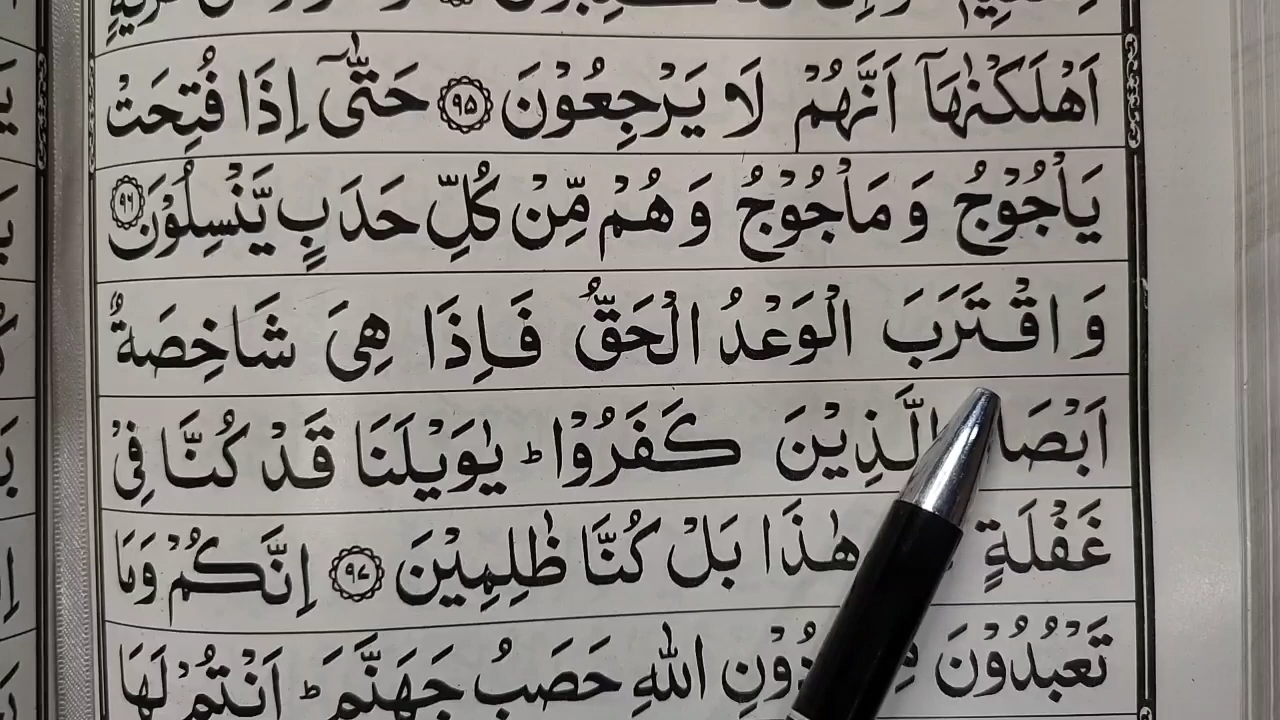 اَهْلَكْنٰهَاۤ اَنَّهُمْ لَا يَرْجِعُوْنَ ۝٩٥ حَتّٰۤى اِذَا فُتِحَتْ
يَاْجُوْجُ وَ مَاْجُوْجُ وَ هُمْ مِّنْ كُلِّ حَدَبٍ يَّنْسِلُوْنَ ۝٩٦
وَ اقْتَرَبَ الْوَعْدُ الْحَقُّ فَاِذَا هِیَ شَاخِصَةٌ
الَّذِيْنَ كَفَرُوْا ؕ يٰوَيْلَنَا قَدْ كُنَّا فِیْ
غَفْلَةٍ هٰذَا بَلْ كُنَّا ظٰلِمِيْنَ ۝٩٧ اِنَّكُمْ وَمَا
تَعْبُدُوْنَ اللّٰهِ حَصَبُ جَهَنَّمَ ؕ اَنْتُمْ لَهَا